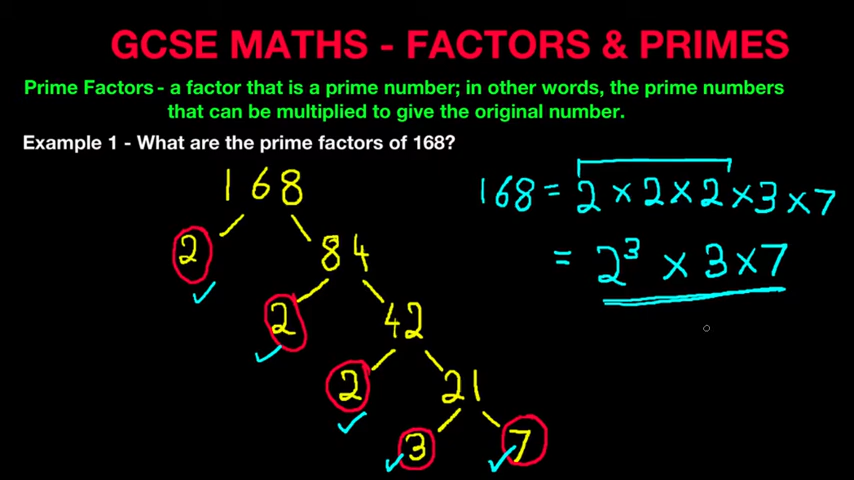 GCSE MATHS - FACTORS & PRIMES
Prime Factors - a factor that is a prime number; in other words, the prime numbers
that can be multiplied to give the original number.
Example 1 - What are the prime factors of 168?
168
2 84
2 42
2 21
3 7
168 = 2 × 2 × 2 × 3 × 7
= 2³ × 3 × 7